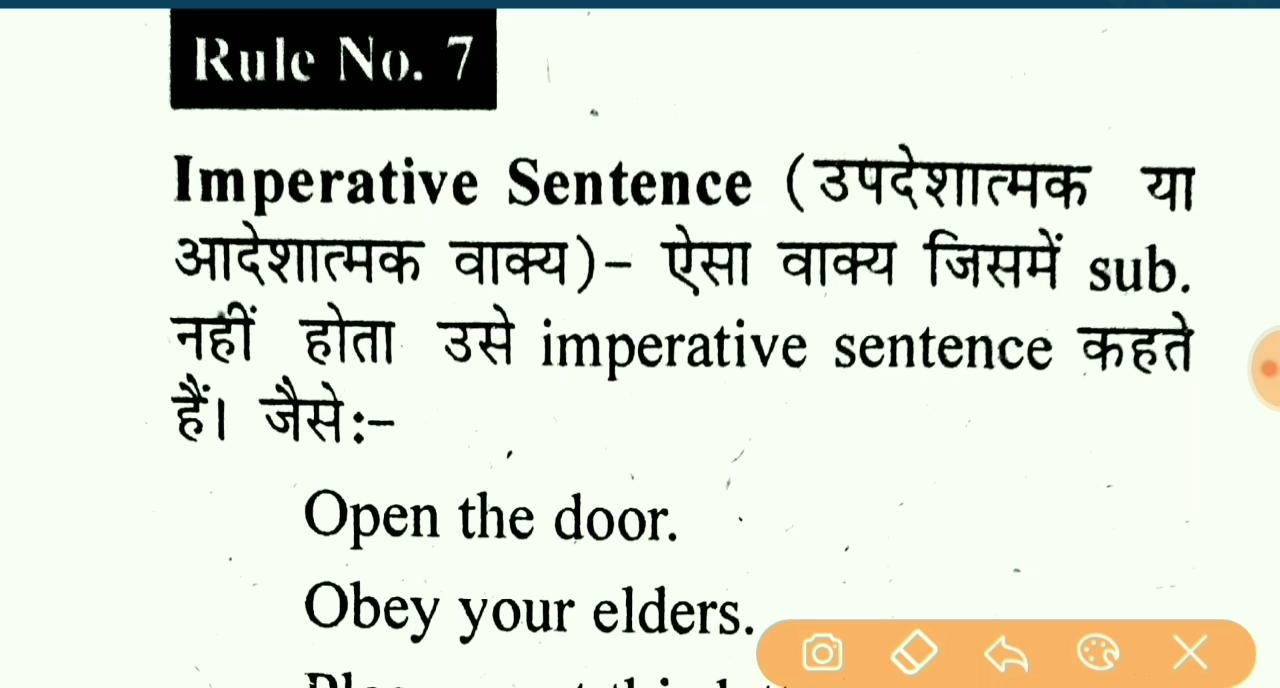 Rule No. 7
Imperative Sentence (उपदेशात्मक या
आदेशात्मक वाक्य)– ऐसा वाक्य जिसमें sub.
नहीं होता उसे imperative sentence कहते
हैं। जैसे:–
Open the door.
Obey your elders.